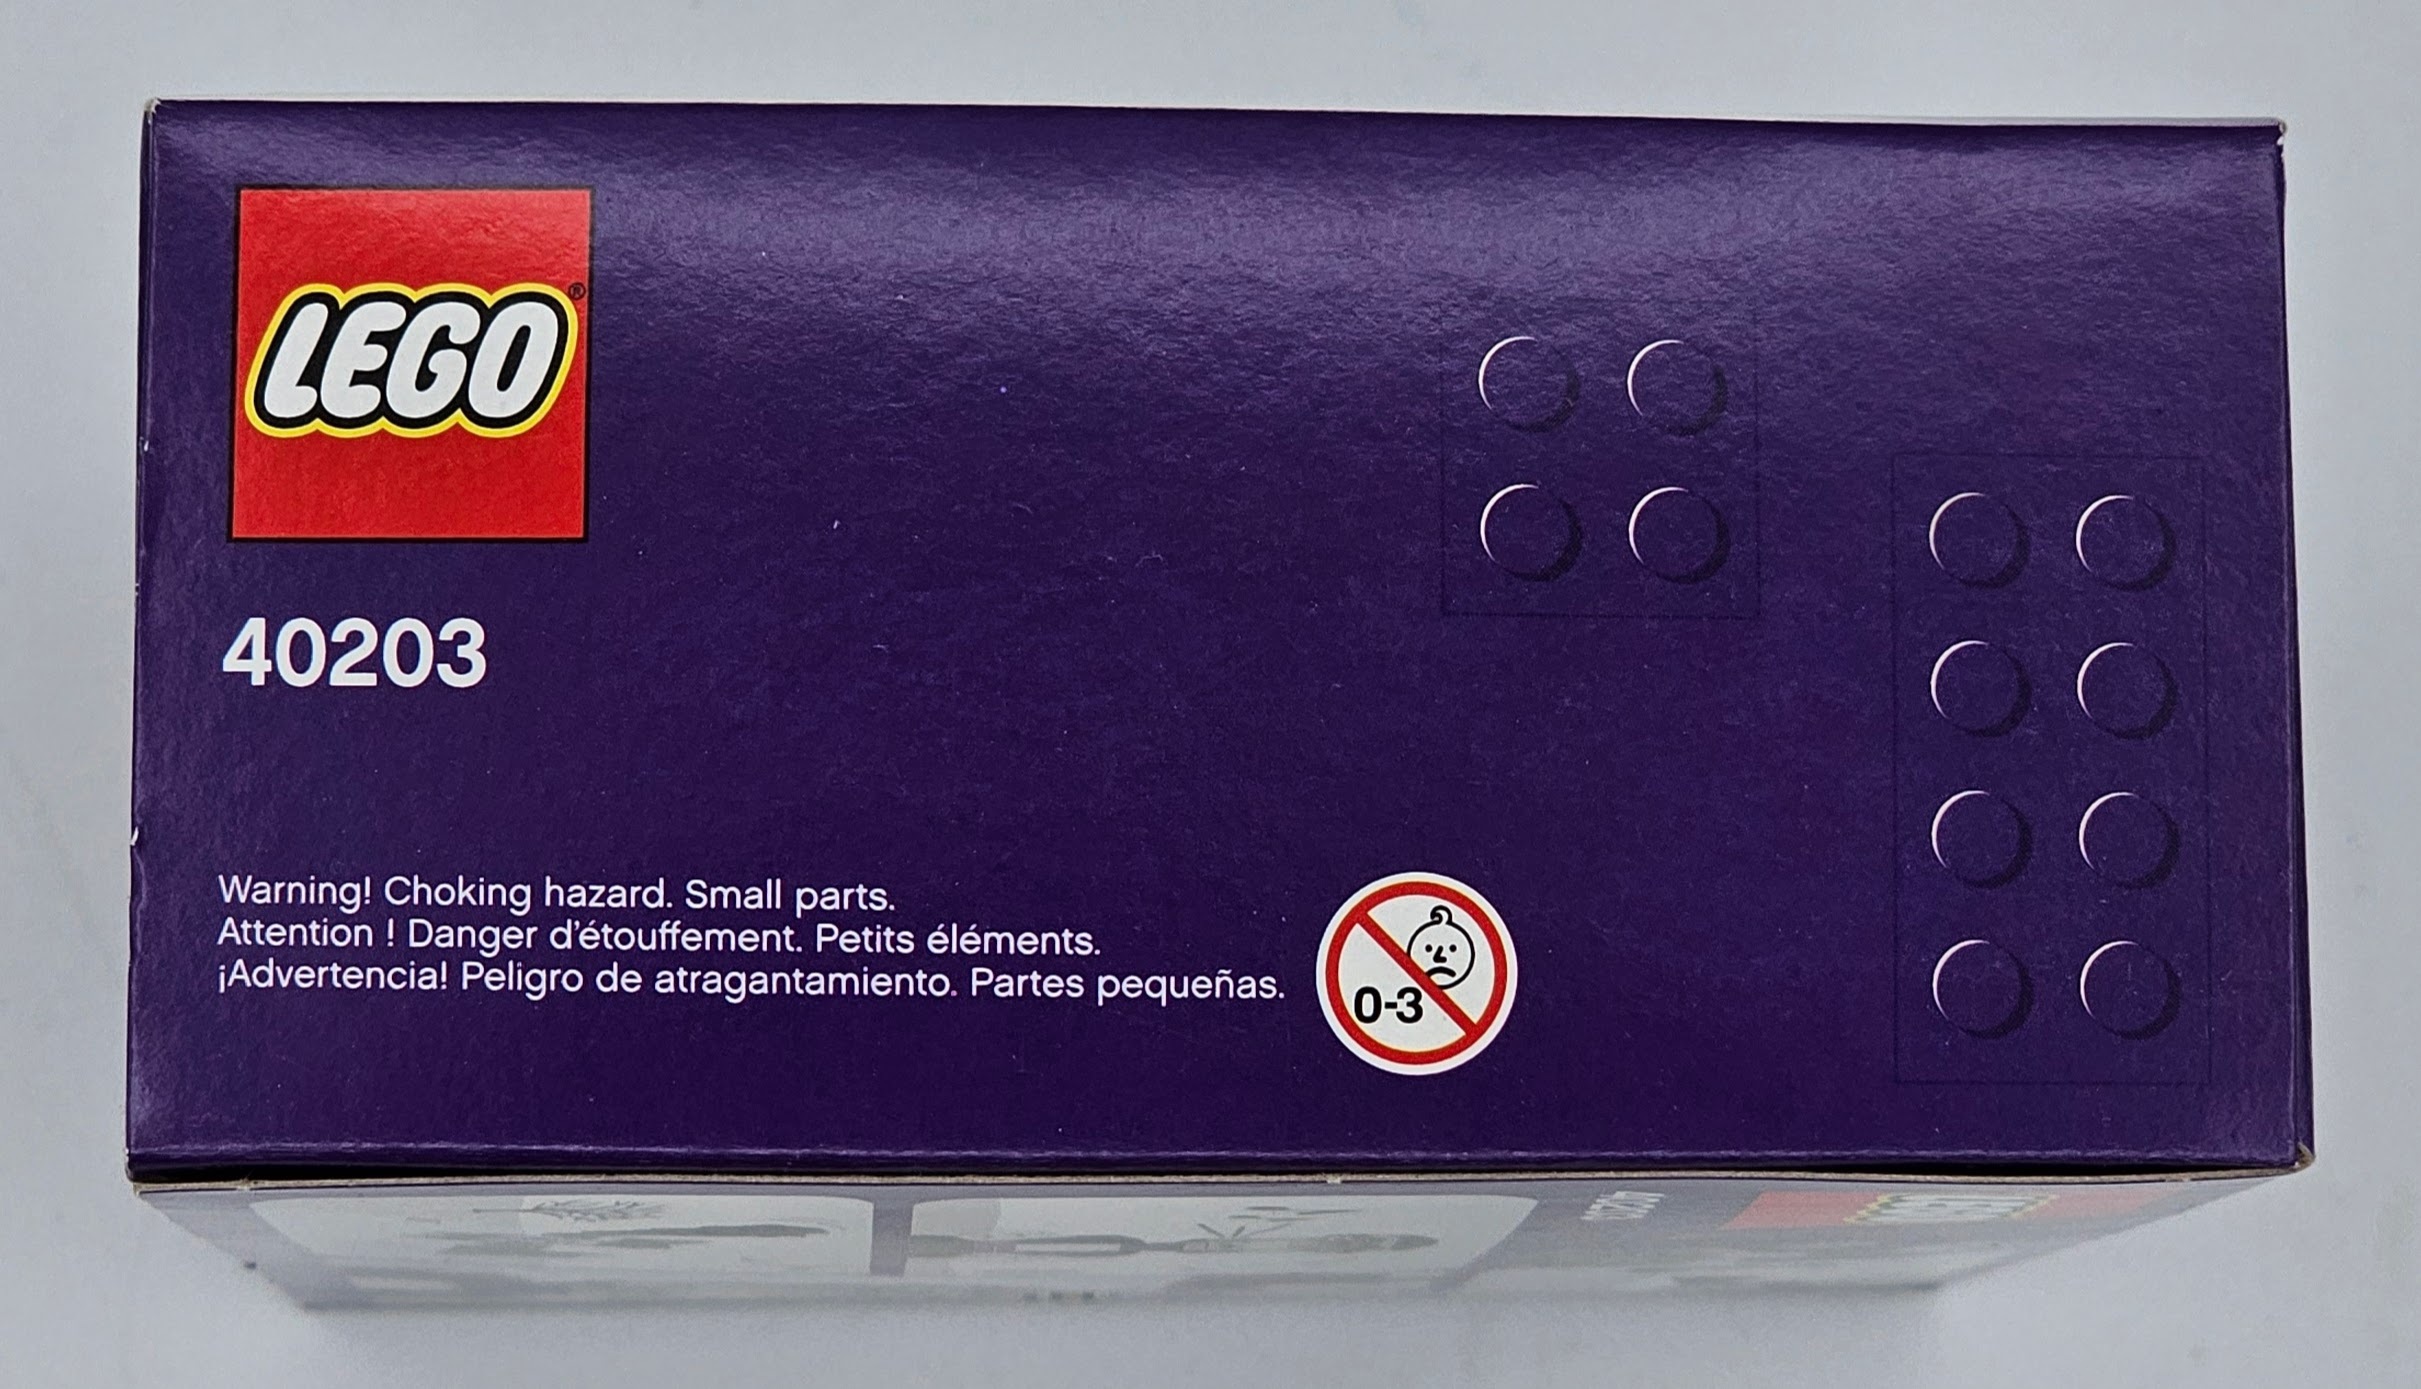 LEGO®
40203
Warning! Choking hazard. Small parts.
Attention ! Danger d'étouffement. Petits éléments.
¡Advertencia! Peligro de atragantamiento. Partes pequeñas.
0-3